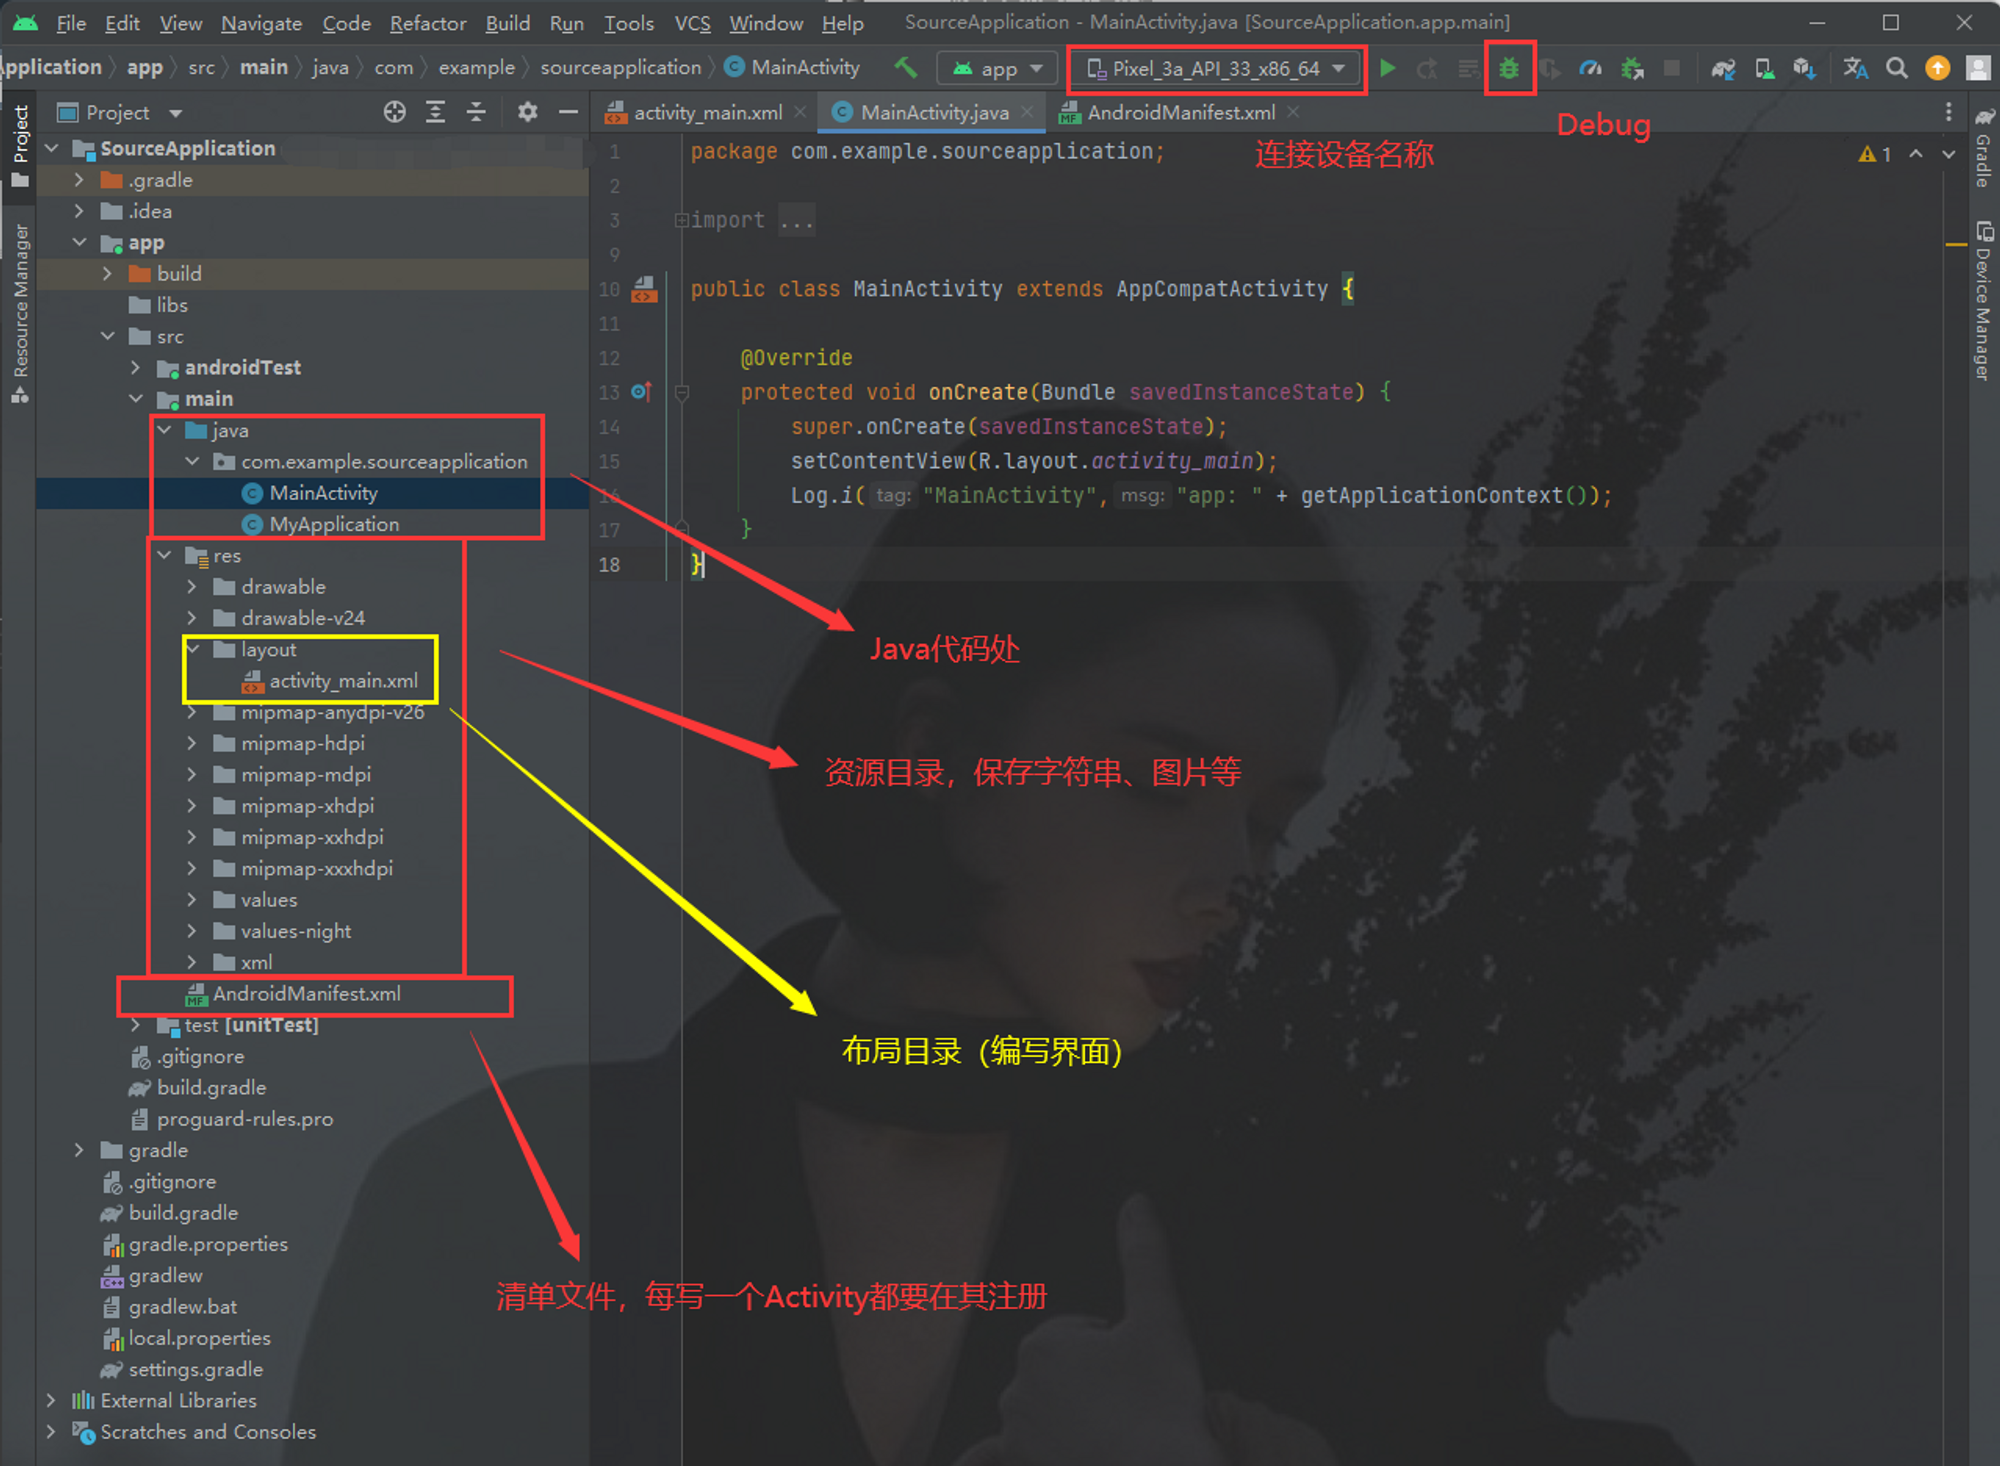 File Edit View Navigate Code Refactor Build Run Tools VCS Window Help SourceApplication - MainActivity.java [SourceApplication.app.main]
pplication app src main java com example sourceapplication MainActivity app Pixel_3a_API_33_x86_64
Project
activity_main.xml MainActivity.java AndroidManifest.xml
Debug
连接设备名称
1
Project
Resource Manager
Gradle
Device Manager
SourceApplication
.gradle
.idea
app
build
libs
src
androidTest
main
java
com.example.sourceapplication
MainActivity
MyApplication
res
drawable
drawable-v24
layout
activity_main.xml
mipmap-anydpi-v26
mipmap-hdpi
mipmap-mdpi
mipmap-xhdpi
mipmap-xxhdpi
mipmap-xxxhdpi
values
values-night
xml
AndroidManifest.xml
test [unitTest]
.gitignore
build.gradle
proguard-rules.pro
gradle
.gitignore
build.gradle
gradle.properties
gradlew
gradlew.bat
local.properties
settings.gradle
External Libraries
Scratches and Consoles
1 package com.example.sourceapplication;
2
3 import ...
9
10 public class MainActivity extends AppCompatActivity {
11
12 @Override
13 protected void onCreate(Bundle savedInstanceState) {
14 super.onCreate(savedInstanceState);
15 setContentView(R.layout.activity_main);
16 Log.i( tag: "MainActivity", msg: "app: " + getApplicationContext());
17 }
18 }
Java代码处
资源目录，保存字符串、图片等
布局目录（编写界面）
清单文件，每写一个Activity都要在其注册